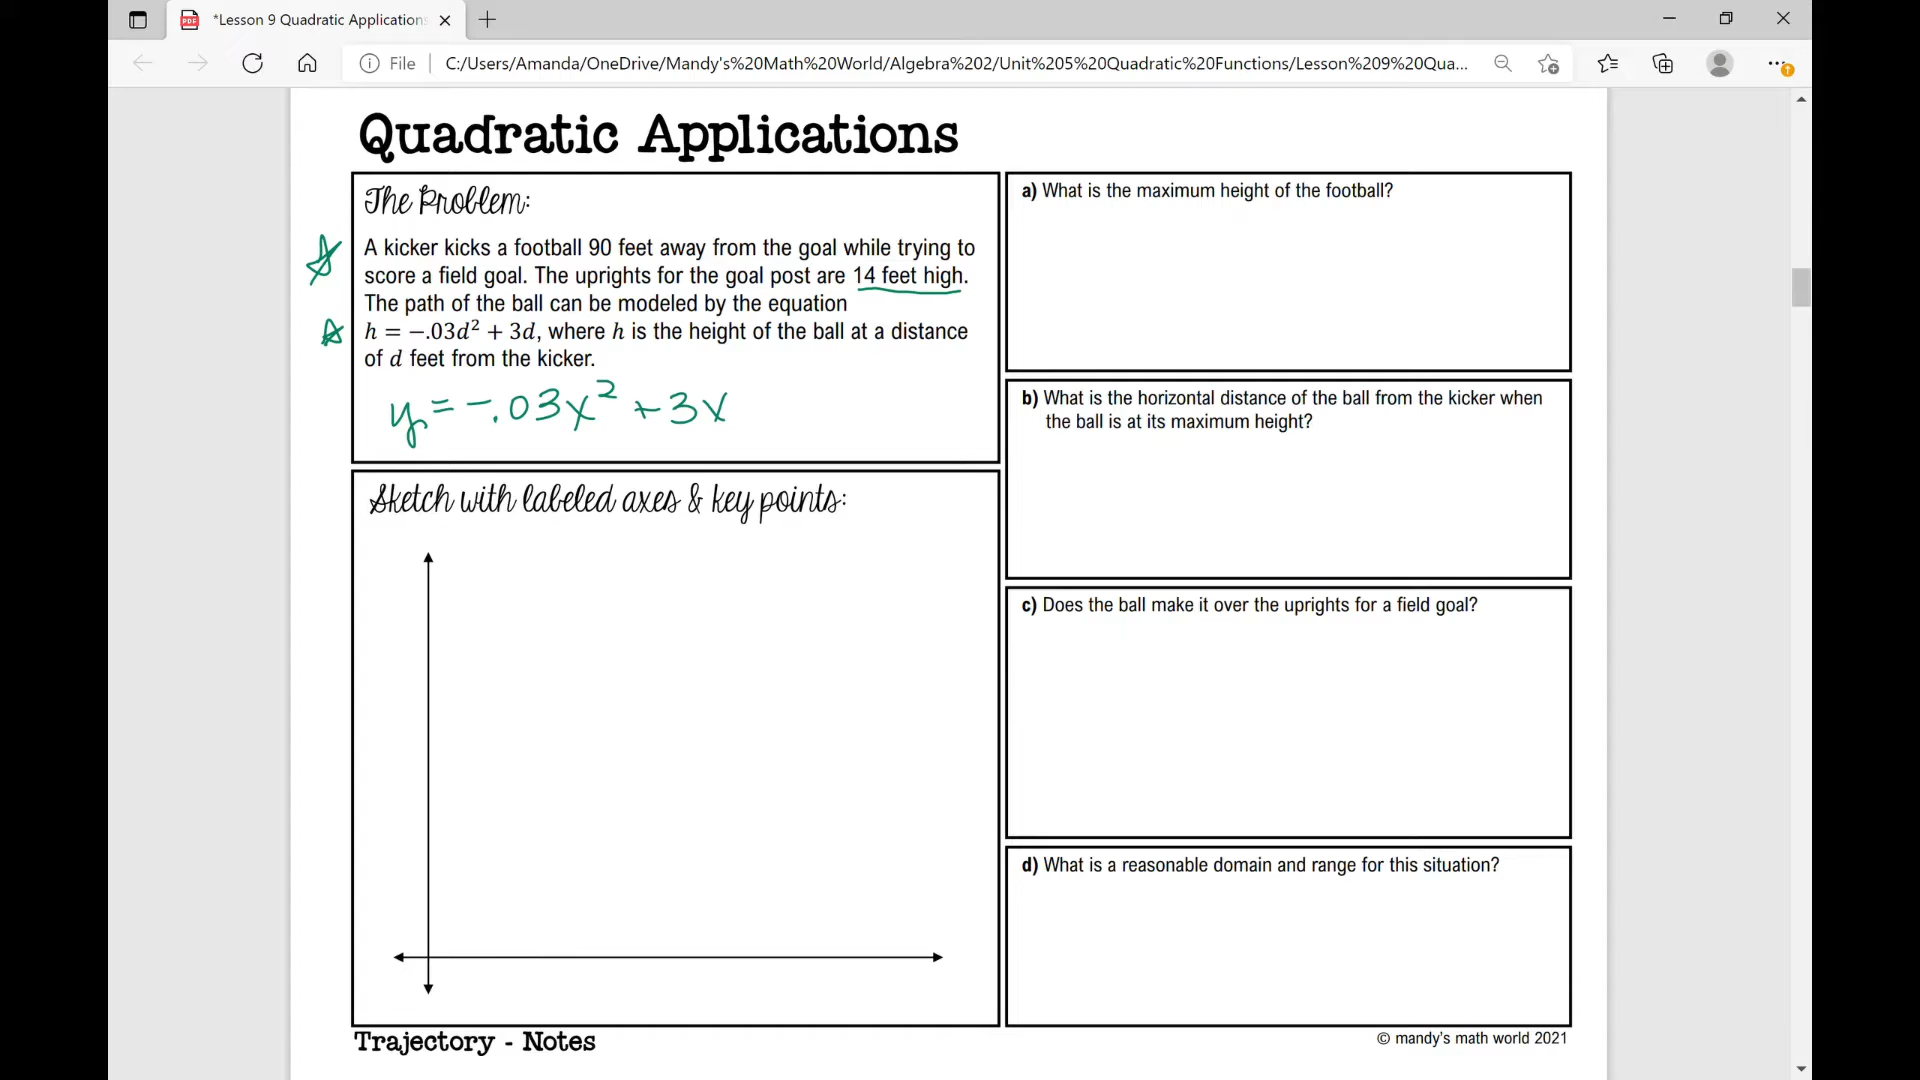 *Lesson 9 Quadratic Application
File
C:/Users/Amanda/OneDrive/Mandy's%20Math%20World/Algebra%202/Unit%205%20Quadratic%20Functions/Lesson%209%20Qua...
Quadratic Applications
The Problem:
A kicker kicks a football 90 feet away from the goal while trying to
score a field goal. The uprights for the goal post are 14 feet high.
The path of the ball can be modeled by the equation
h = −.03d² + 3d, where h is the height of the ball at a distance
of d feet from the kicker.
y = -.03x² + 3x
Sketch with labeled axes & key points:
a) What is the maximum height of the football?
b) What is the horizontal distance of the ball from the kicker when
the ball is at its maximum height?
c) Does the ball make it over the uprights for a field goal?
d) What is a reasonable domain and range for this situation?
Trajectory - Notes
© mandy's math world 2021